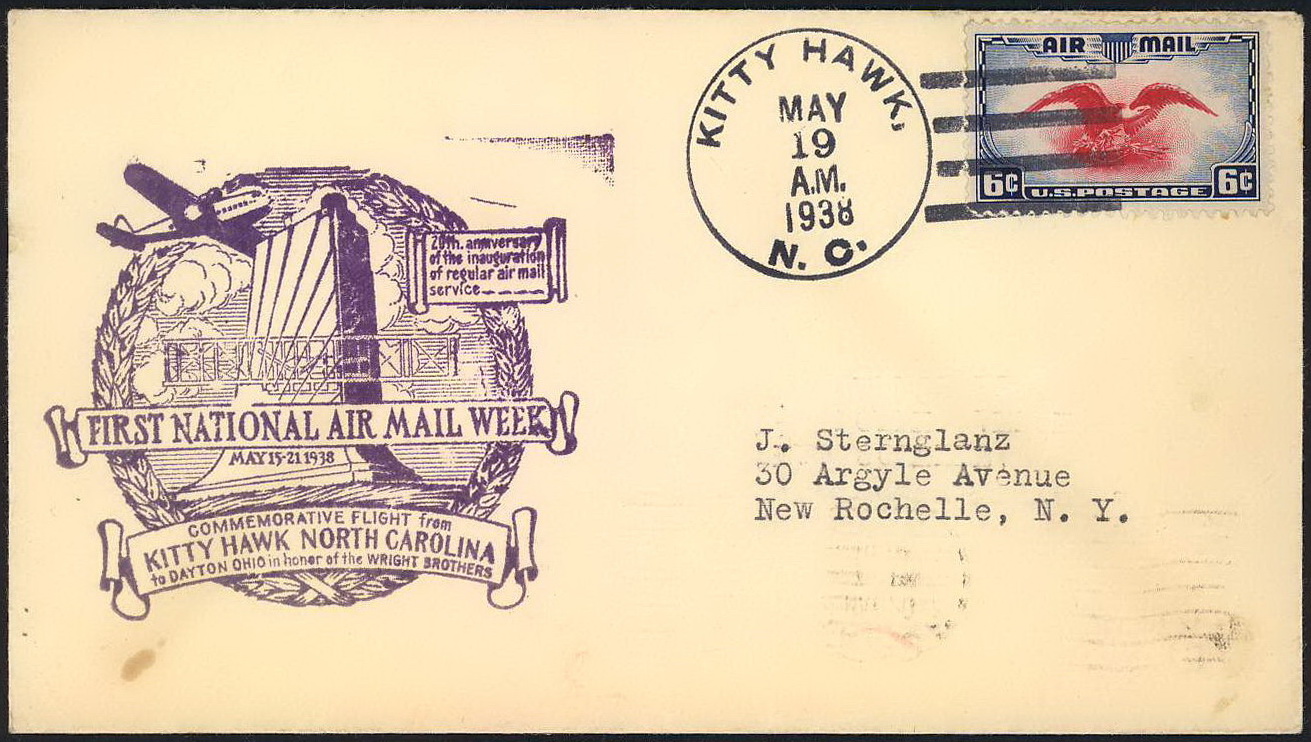 KITTY HAWK,
MAY
19
A.M.
1938
N. C.
AIR MAIL
6¢ U.S. POSTAGE 6¢
20th. anniversary
of the inauguration
of regular air mail
service
FIRST NATIONAL AIR MAIL WEEK
MAY 15-21 1938
COMMEMORATIVE FLIGHT from
KITTY HAWK NORTH CAROLINA
to DAYTON OHIO in honor of the WRIGHT BROTHERS
J. Sternglanz
30 Argyle Avenue
New Rochelle, N. Y.